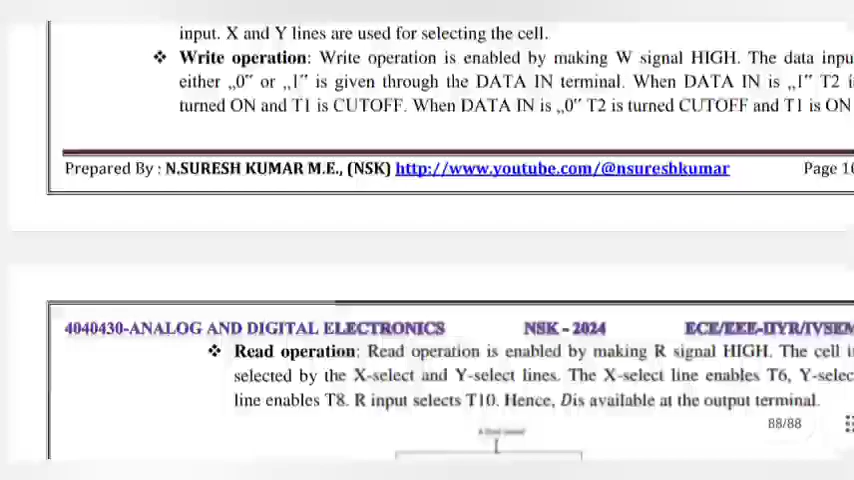 input. X and Y lines are used for selecting the cell.
❖ Write operation: Write operation is enabled by making W signal HIGH. The data inpu
either „0‟ or „1‟ is given through the DATA IN terminal. When DATA IN is „1‟ T2 i
turned ON and T1 is CUTOFF. When DATA IN is „0‟ T2 is turned CUTOFF and T1 is ON
Prepared By : N.SURESH KUMAR M.E., (NSK) http://www.youtube.com/@nsureshkumar Page 10
4040430-ANALOG AND DIGITAL ELECTRONICS NSK – 2024 ECE/EEE-IIYR/IVSEM
❖ Read operation: Read operation is enabled by making R signal HIGH. The cell i
selected by the X-select and Y-select lines. The X-select line enables T6, Y-selec
line enables T8. R input selects T10. Hence, Dis available at the output terminal.
88/88